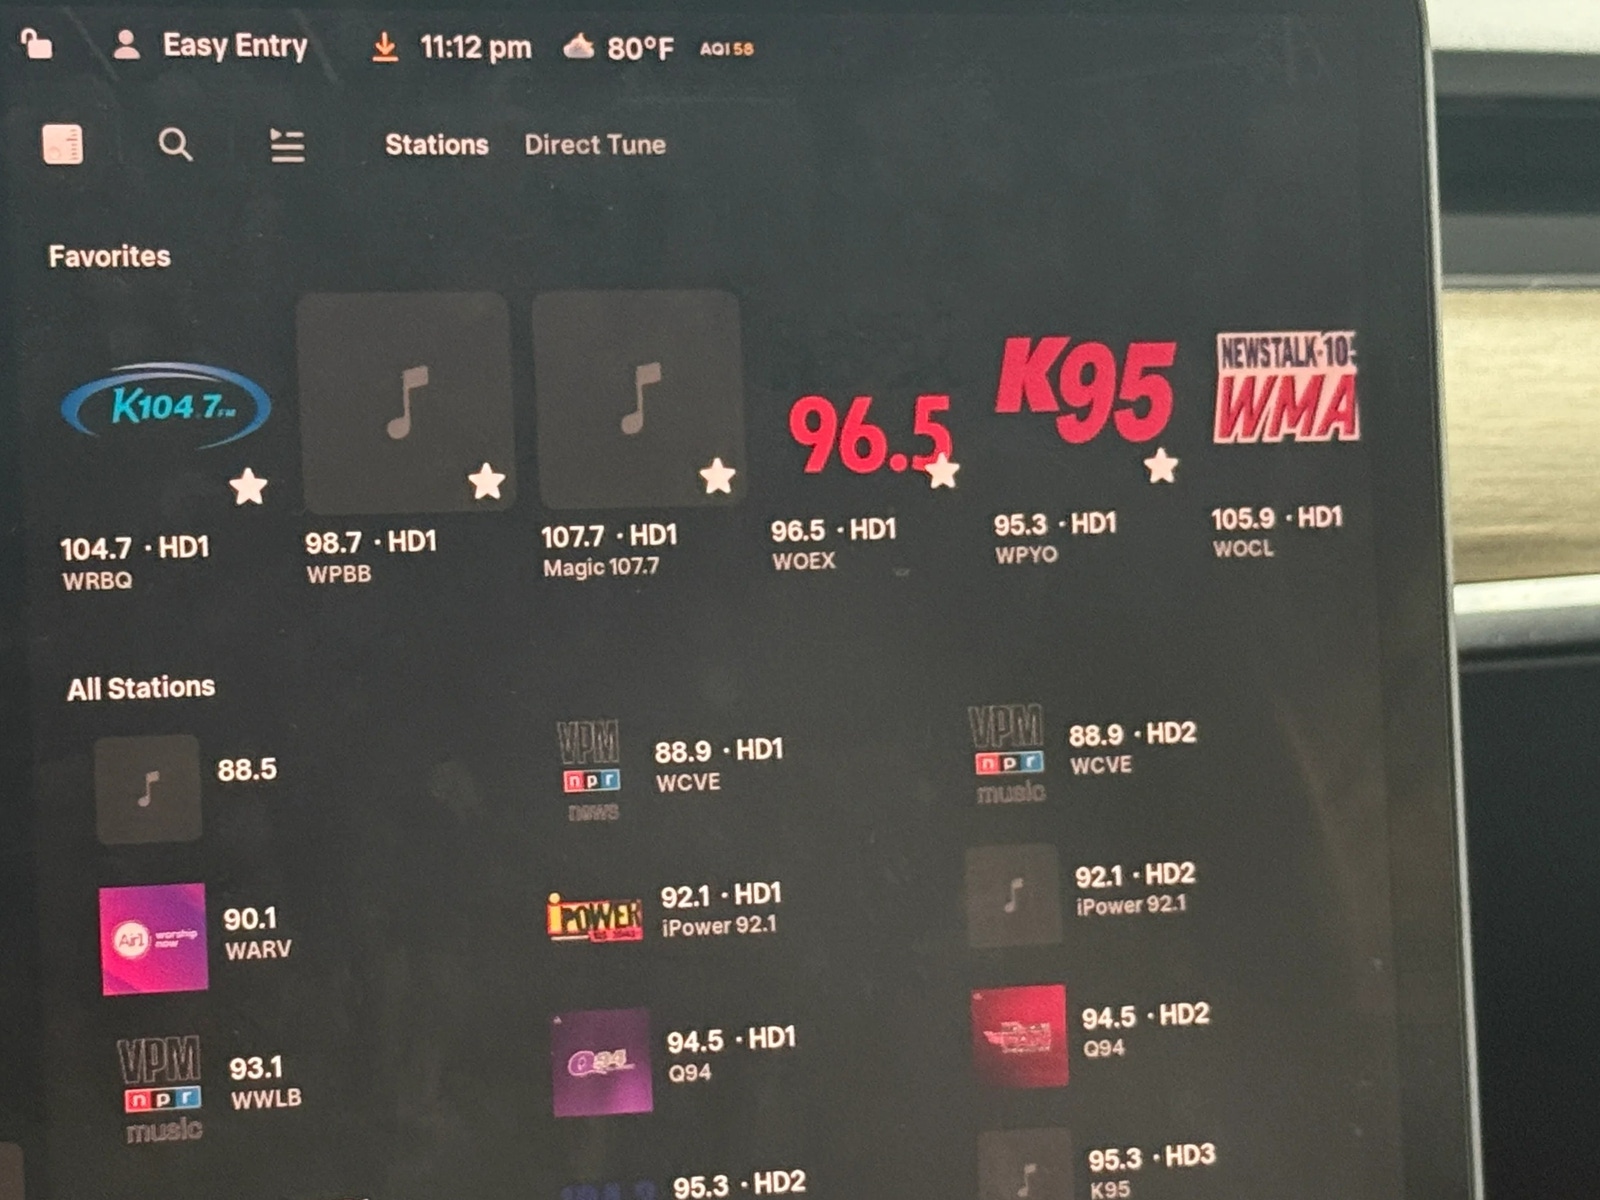 Easy Entry 11:12 pm 80°F AQI 58
Stations Direct Tune
Favorites
K104.7 FM
96.5
K95
NEWSTALK 10
WMA
104.7 · HD1
WRBQ
98.7 · HD1
WPBB
107.7 · HD1
Magic 107.7
96.5 · HD1
WOEX
95.3 · HD1
WPYO
105.9 · HD1
WOCL
All Stations
88.5
VPM
npr
news
88.9 · HD1
WCVE
VPM
npr
music
88.9 · HD2
WCVE
Air1 worship now
90.1
WARV
iPOWER
92.1 · HD1
iPower 92.1
92.1 · HD2
iPower 92.1
VPM
npr
music
93.1
WWLB
Q94
94.5 · HD1
Q94
94.5 · HD2
Q94
95.3 · HD2
95.3 · HD3
K95